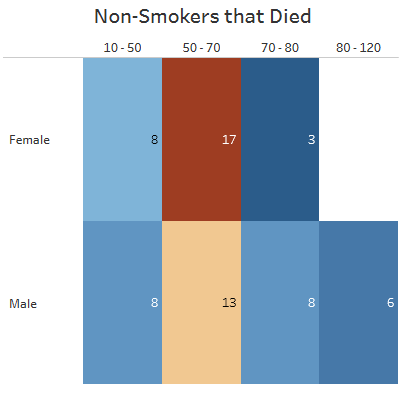 Non-Smokers that Died
10 - 50 50 - 70 70 - 80 80 - 120
Female 8 17 3
Male 8 13 8 6